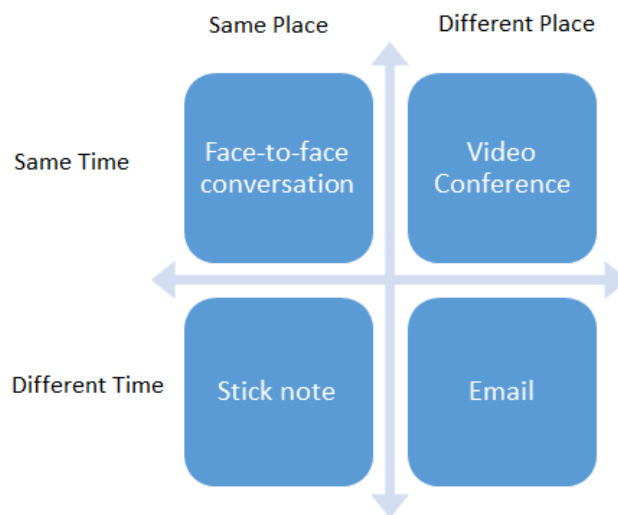 Same Place
Different Place
Same Time
Face-to-face
conversation
Video
Conference
Different Time
Stick note
Email